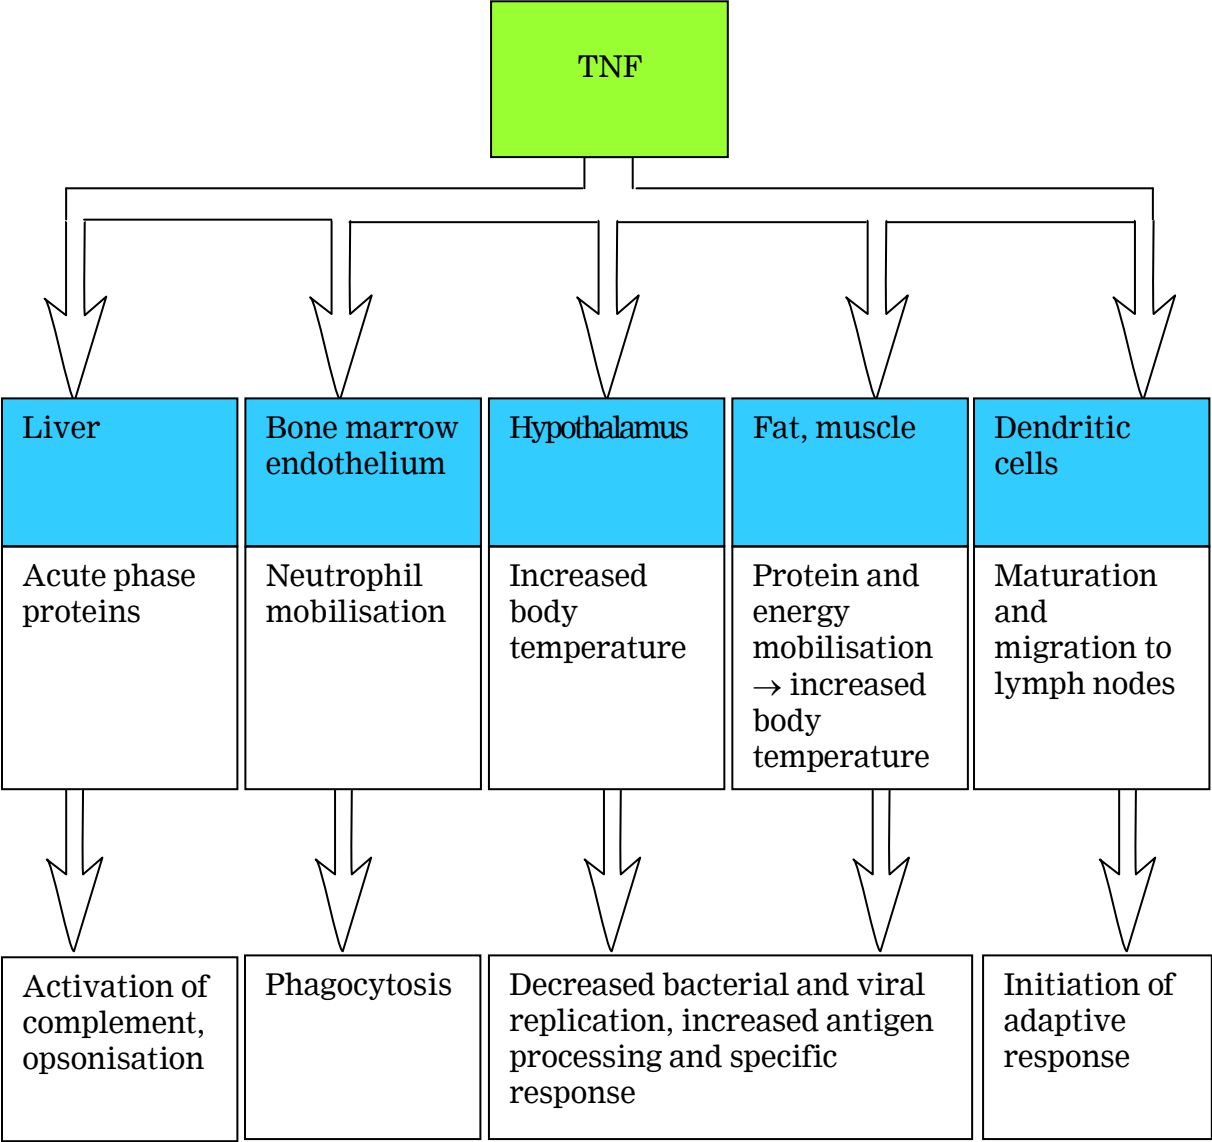 TNF
Liver
Bone marrow
endothelium
Hypothalamus
Fat, muscle
Dendritic
cells
Acute phase
proteins
Neutrophil
mobilisation
Increased
body
temperature
Protein and
energy
mobilisation
→ increased
body
temperature
Maturation
and
migration to
lymph nodes
Activation of
complement,
opsonisation
Phagocytosis
Decreased bacterial and viral
replication, increased antigen
processing and specific
response
Initiation of
adaptive
response